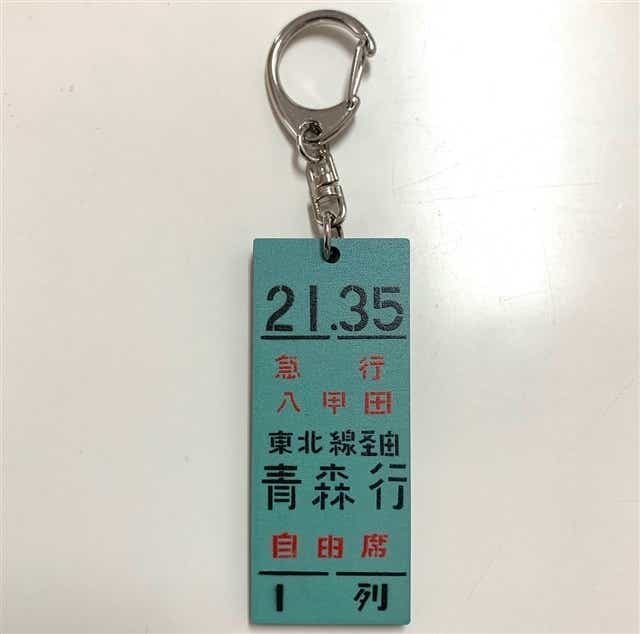 21.35
急行
八甲田
東北線経由
青森行
自由席
1列